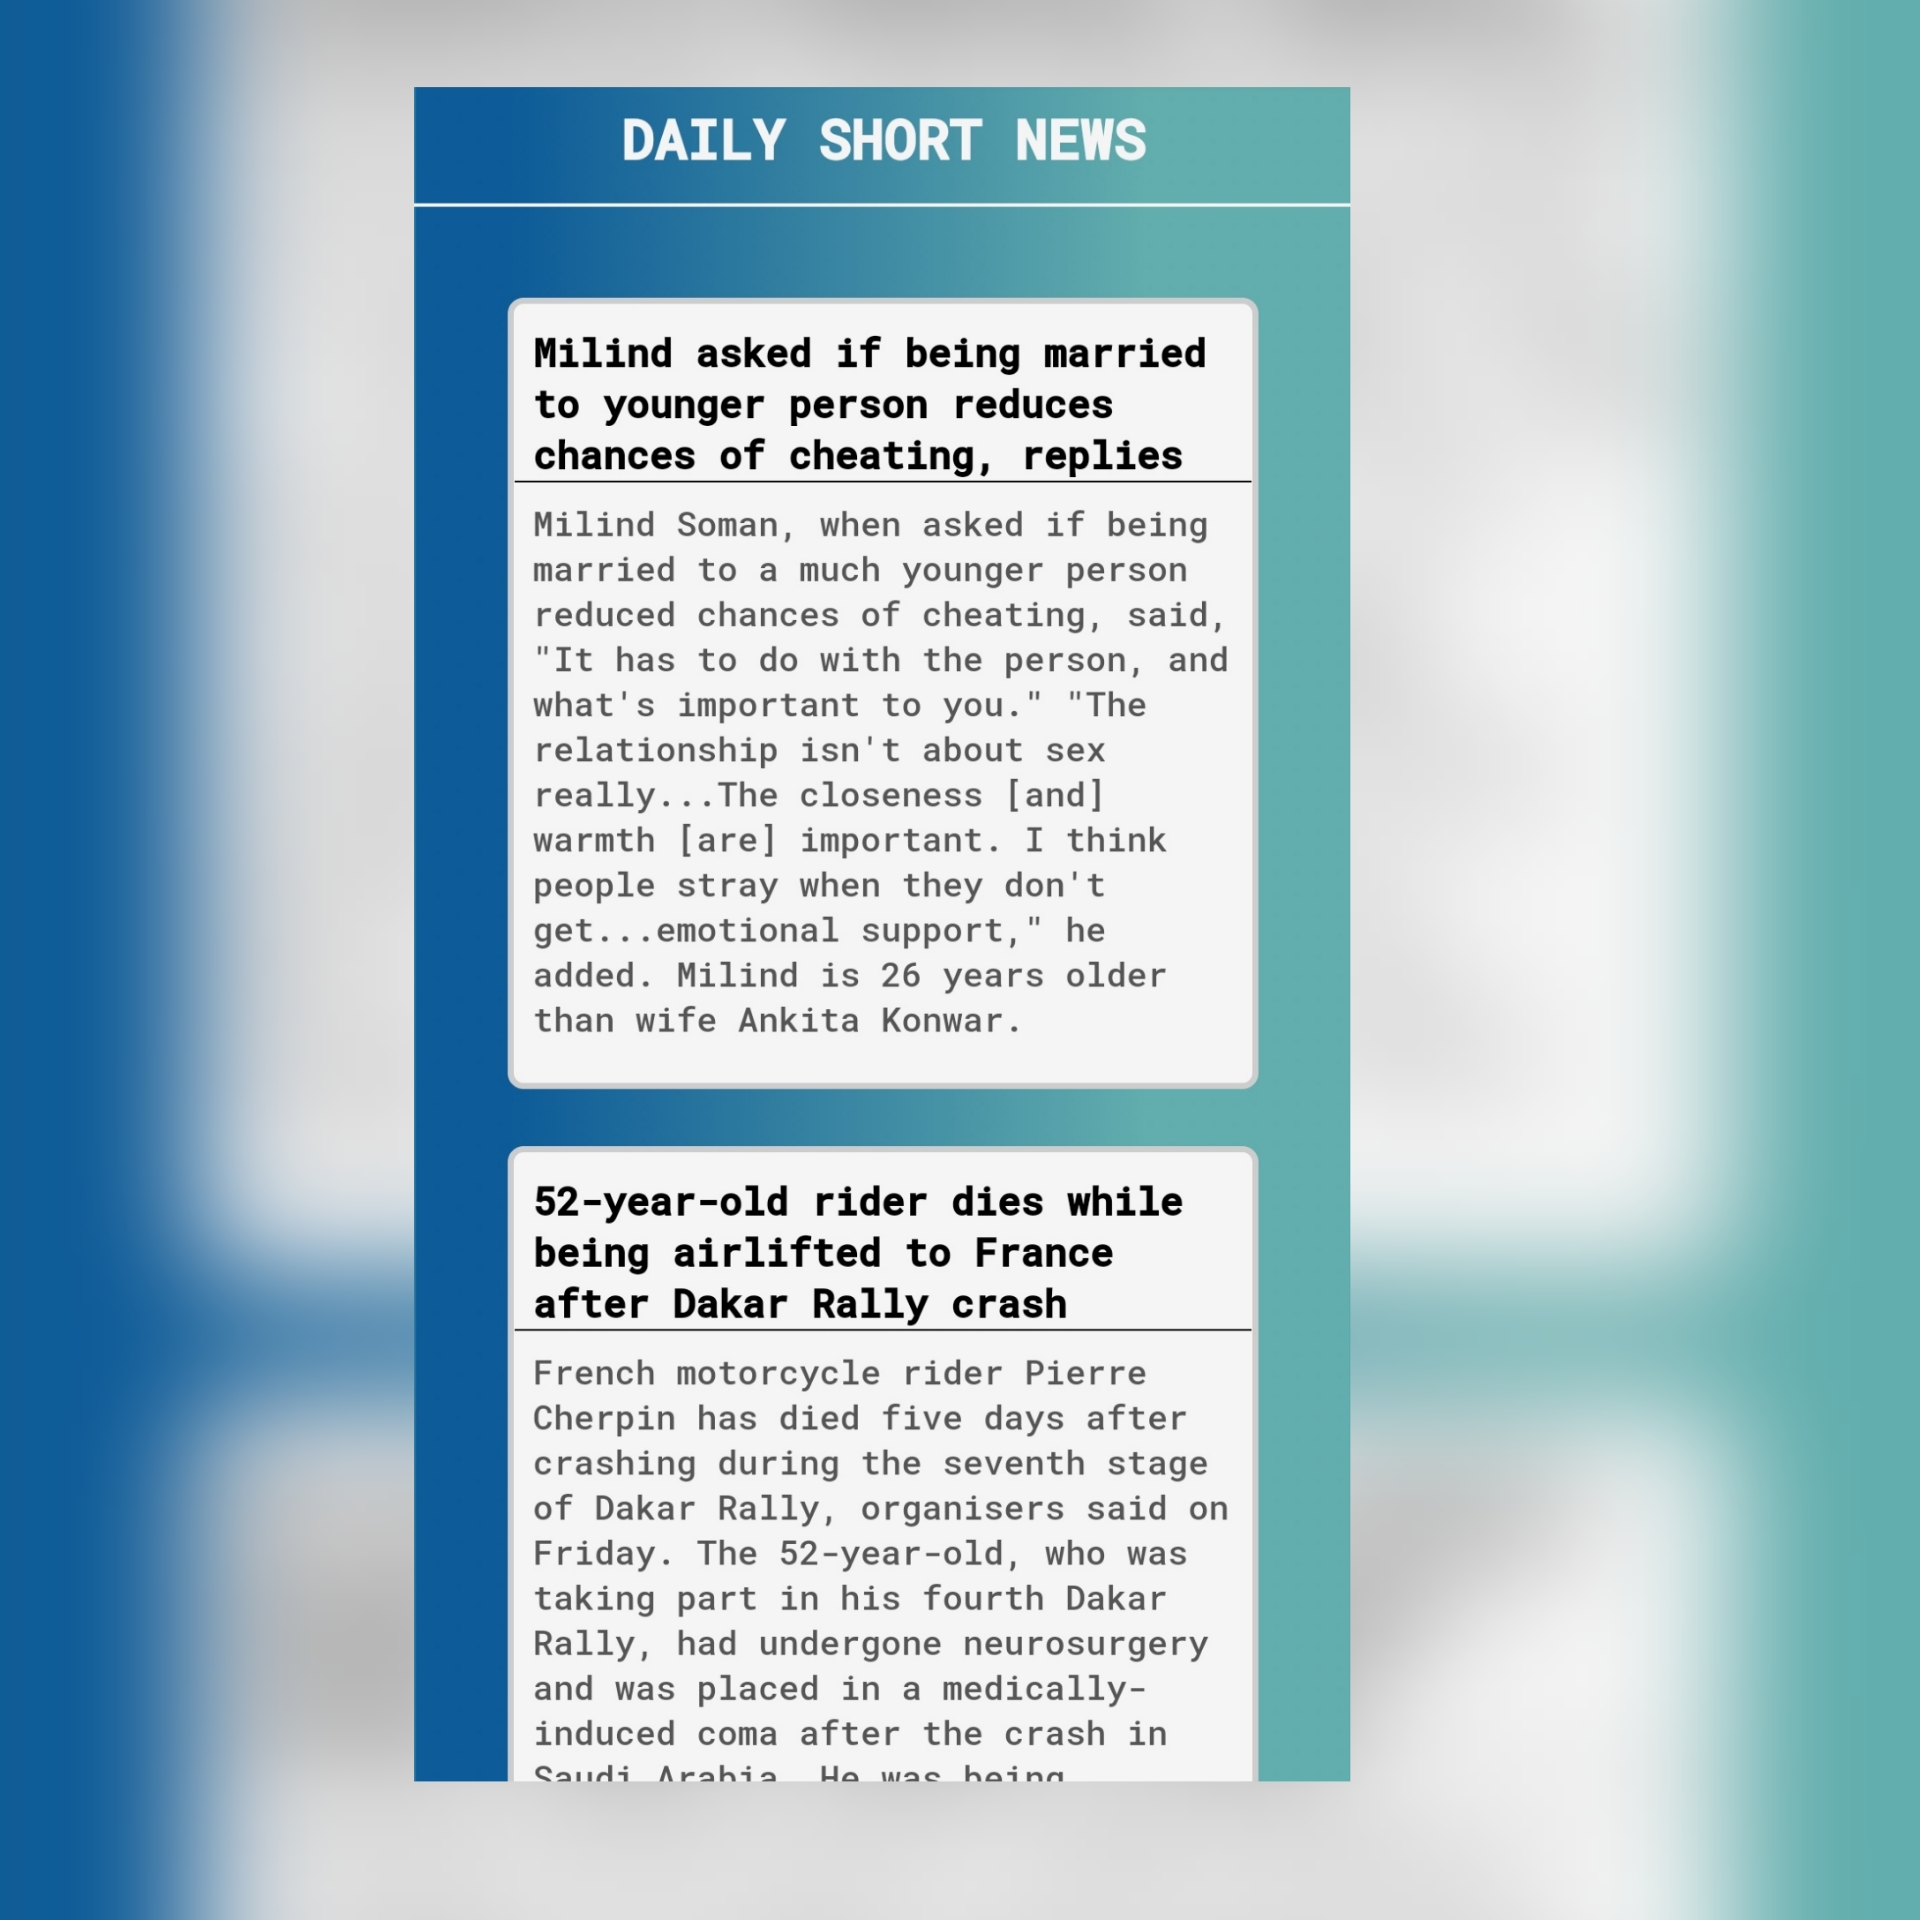 DAILY SHORT NEWS
Milind asked if being married
to younger person reduces
chances of cheating, replies
Milind Soman, when asked if being
married to a much younger person
reduced chances of cheating, said,
"It has to do with the person, and
what's important to you." "The
relationship isn't about sex
really...The closeness [and]
warmth [are] important. I think
people stray when they don't
get...emotional support," he
added. Milind is 26 years older
than wife Ankita Konwar.
52-year-old rider dies while
being airlifted to France
after Dakar Rally crash
French motorcycle rider Pierre
Cherpin has died five days after
crashing during the seventh stage
of Dakar Rally, organisers said on
Friday. The 52-year-old, who was
taking part in his fourth Dakar
Rally, had undergone neurosurgery
and was placed in a medically-
induced coma after the crash in
Saudi Arabia. He was being